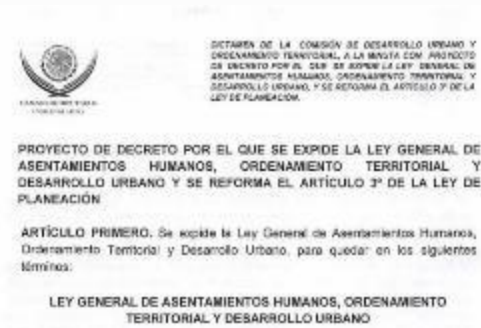 DICTAMEN DE LA COMISIÓN DE DESARROLLO URBANO Y
ORDENAMIENTO TERRITORIAL, A LA MINUTA CON PROYECTO
DE DECRETO POR EL QUE SE EXPIDE LA LEY GENERAL DE
ASENTAMIENTOS HUMANOS, ORDENAMIENTO TERRITORIAL Y
DESARROLLO URBANO, Y SE REFORMA EL ARTÍCULO 3º DE LA
LEY DE PLANEACIÓN.
PROYECTO DE DECRETO POR EL QUE SE EXPIDE LA LEY GENERAL DE
ASENTAMIENTOS HUMANOS, ORDENAMIENTO TERRITORIAL Y
DESARROLLO URBANO Y SE REFORMA EL ARTÍCULO 3º DE LA LEY DE
PLANEACIÓN
ARTÍCULO PRIMERO. Se expide la Ley General de Asentamientos Humanos,
Ordenamiento Territorial y Desarrollo Urbano, para quedar en los siguientes
términos:
LEY GENERAL DE ASENTAMIENTOS HUMANOS, ORDENAMIENTO
TERRITORIAL Y DESARROLLO URBANO